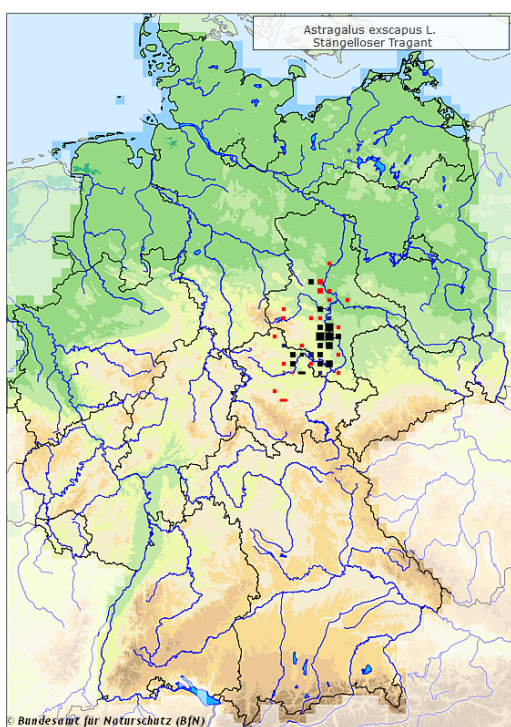 Astragalus exscapus L.
Stängelloser Tragant
© Bundesamt für Naturschutz (BfN)